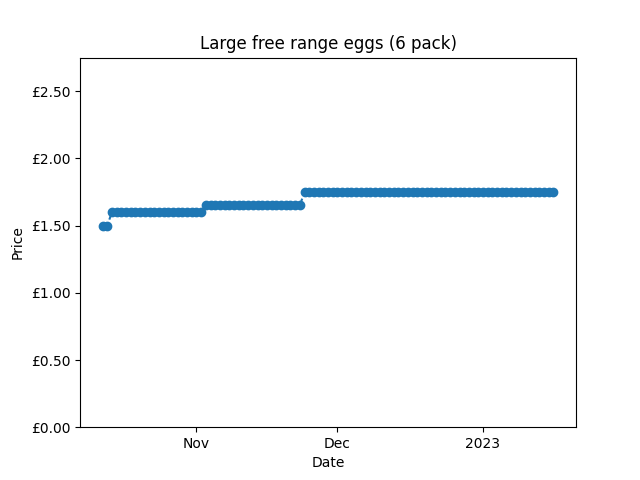 Large free range eggs (6 pack)
£2.50
£2.00
£1.50
£1.00
£0.50
£0.00
Price
Nov
Dec
2023
Date